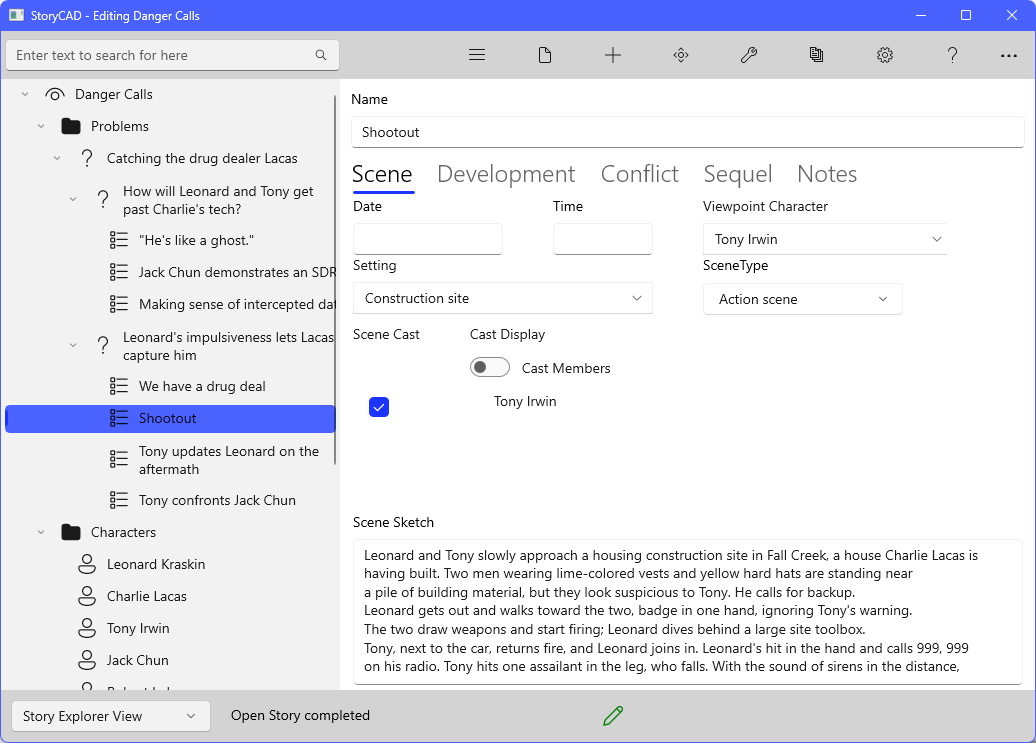 StoryCAD - Editing Danger Calls
Enter text to search for here
Danger Calls
Problems
Catching the drug dealer Lacas
How will Leonard and Tony get
past Charlie's tech?
"He's like a ghost."
Jack Chun demonstrates an SDR
Making sense of intercepted da
Leonard's impulsiveness lets Lacas
capture him
We have a drug deal
Shootout
Tony updates Leonard on the
aftermath
Tony confronts Jack Chun
Characters
Leonard Kraskin
Charlie Lacas
Tony Irwin
Jack Chun
Name
Shootout
Scene Development Conflict Sequel Notes
Date Time Viewpoint Character
Tony Irwin
Setting SceneType
Construction site Action scene
Scene Cast Cast Display
Cast Members
Tony Irwin
Scene Sketch
Leonard and Tony slowly approach a housing construction site in Fall Creek, a house Charlie Lacas is
having built. Two men wearing lime-colored vests and yellow hard hats are standing near
a pile of building material, but they look suspicious to Tony. He calls for backup.
Leonard gets out and walks toward the two, badge in one hand, ignoring Tony's warning.
The two draw weapons and start firing; Leonard dives behind a large site toolbox.
Tony, next to the car, returns fire, and Leonard joins in. Leonard's hit in the hand and calls 999, 999
on his radio. Tony hits one assailant in the leg, who falls. With the sound of sirens in the distance,
Story Explorer View
Open Story completed